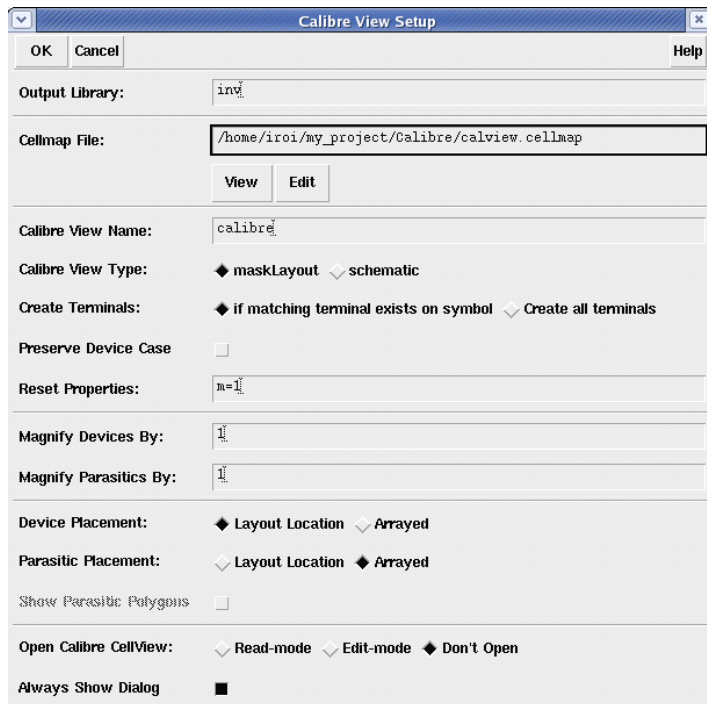 Calibre View Setup
OK Cancel Help
Output Library: inv
Cellmap File: /home/iroi/my_project/Calibre/calview.cellmap
View Edit
Calibre View Name: calibre
Calibre View Type: maskLayout schematic
Create Terminals: if matching terminal exists on symbol Create all terminals
Preserve Device Case
Reset Properties: m=1
Magnify Devices By: 1
Magnify Parasitics By: 1
Device Placement: Layout Location Arrayed
Parasitic Placement: Layout Location Arrayed
Show Parasitic Polygons
Open Calibre CellView: Read-mode Edit-mode Don't Open
Always Show Dialog